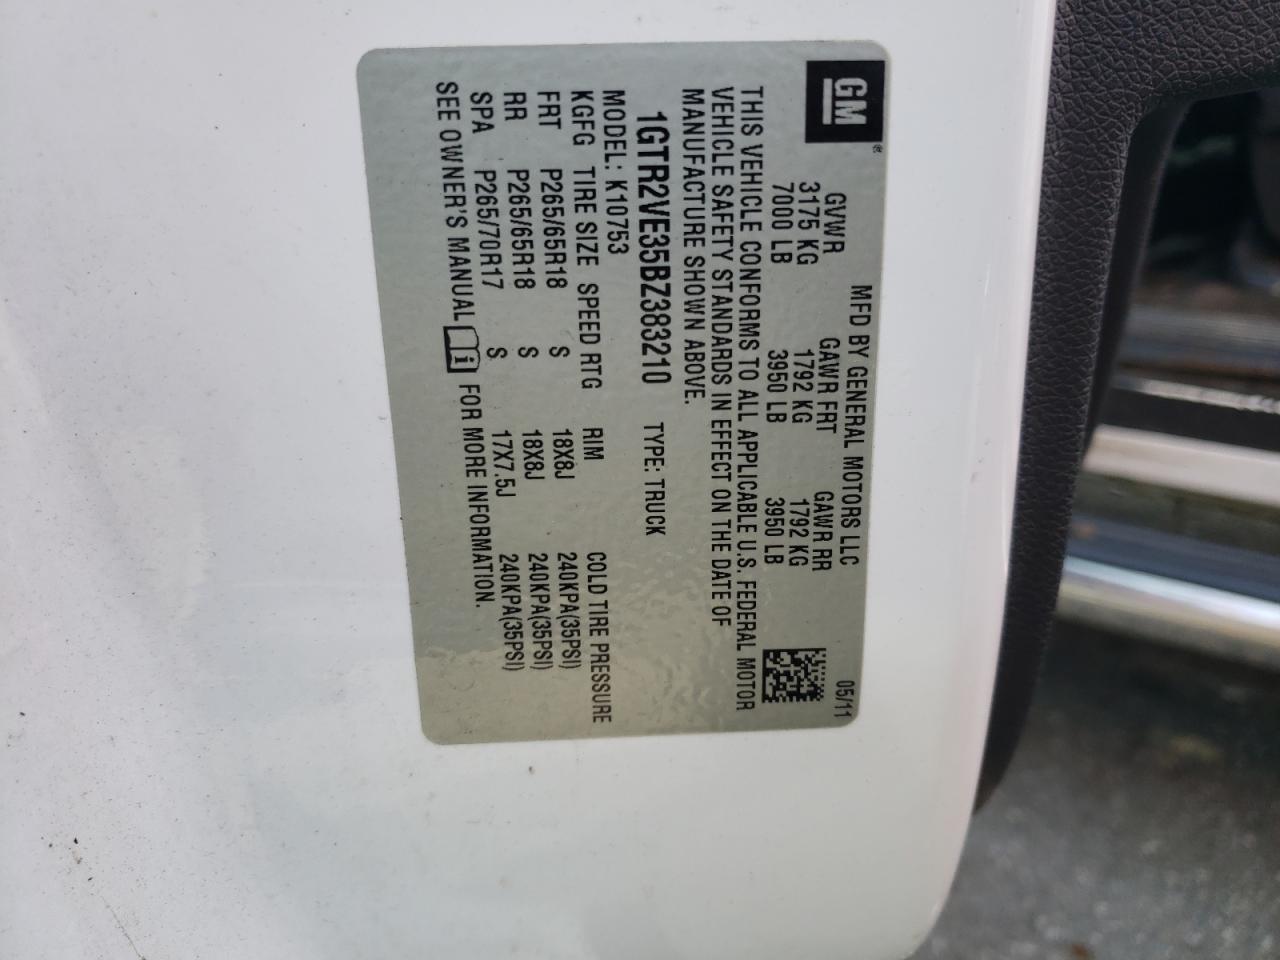 GM®
MFD BY GENERAL MOTORS LLC 05/11
GVWR GAWR FRT GAWR RR
3175 KG 1792 KG 1792 KG
7000 LB 3950 LB 3950 LB
THIS VEHICLE CONFORMS TO ALL APPLICABLE U.S. FEDERAL MOTOR
VEHICLE SAFETY STANDARDS IN EFFECT ON THE DATE OF
MANUFACTURE SHOWN ABOVE.
1GTR2VE35BZ383210 TYPE: TRUCK
MODEL: K10753
KGFG TIRE SIZE SPEED RTG RIM COLD TIRE PRESSURE
FRT P265/65R18 S 18X8J 240KPA(35PSI)
RR P265/65R18 S 18X8J 240KPA(35PSI)
SPA P265/70R17 S 17X7.5J 240KPA(35PSI)
SEE OWNER'S MANUAL i FOR MORE INFORMATION.